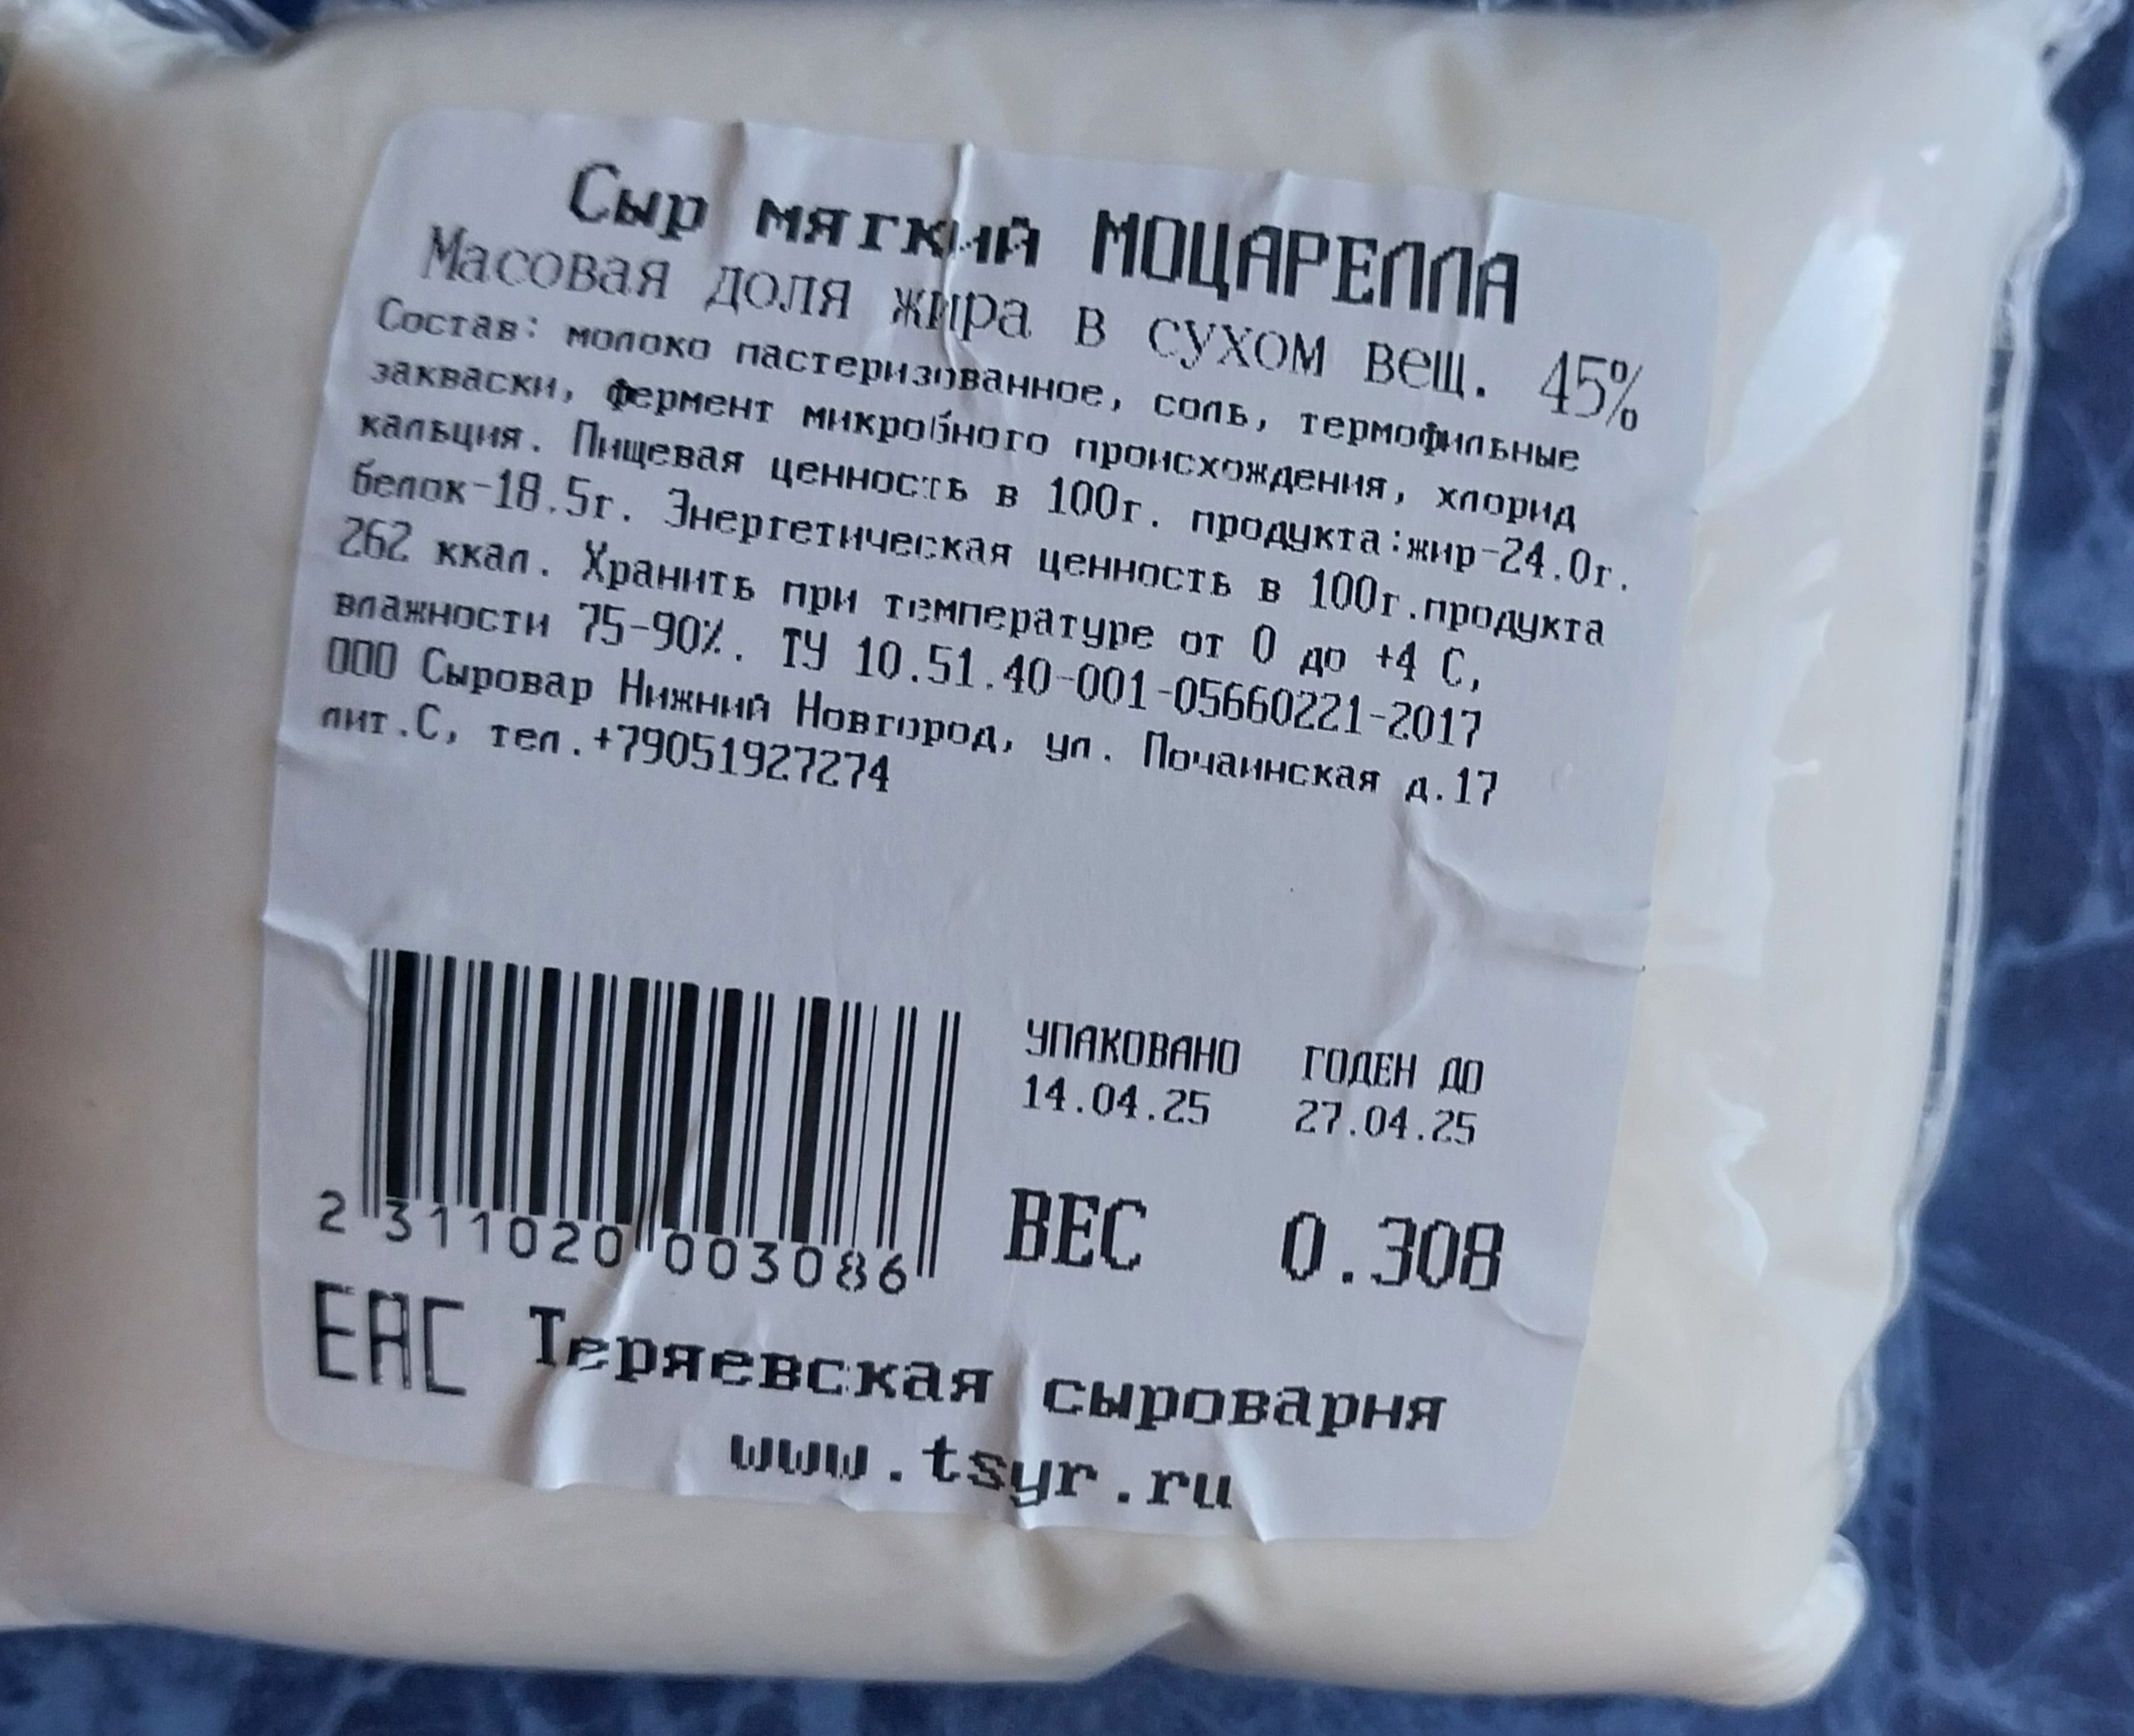 Сыр мягкий МОЦАРЕЛЛА
Масовая доля жира в сухом вещ. 45%
Состав: молоко пастеризованное, соль, термофильные
закваски, фермент микробного происхождения, хлорид
кальция. Пищевая ценность в 100г. продукта:жир-24.0г.
белок-18.5г. Энергетическая ценность в 100г.продукта
262 ккал. Хранить при температуре от 0 до +4 С,
влажности 75-90%. ТУ 10.51.40-001-05660221-2017
ООО Сыровар Нижний Новгород, ул. Почаинская д.17
лит.С, тел.+79051927274
УПАКОВАНО ГОДЕН ДО
14.04.25 27.04.25
ВЕС 0.308
2 311020 003086
EAC Теряевская сыроварня
www.tsyr.ru